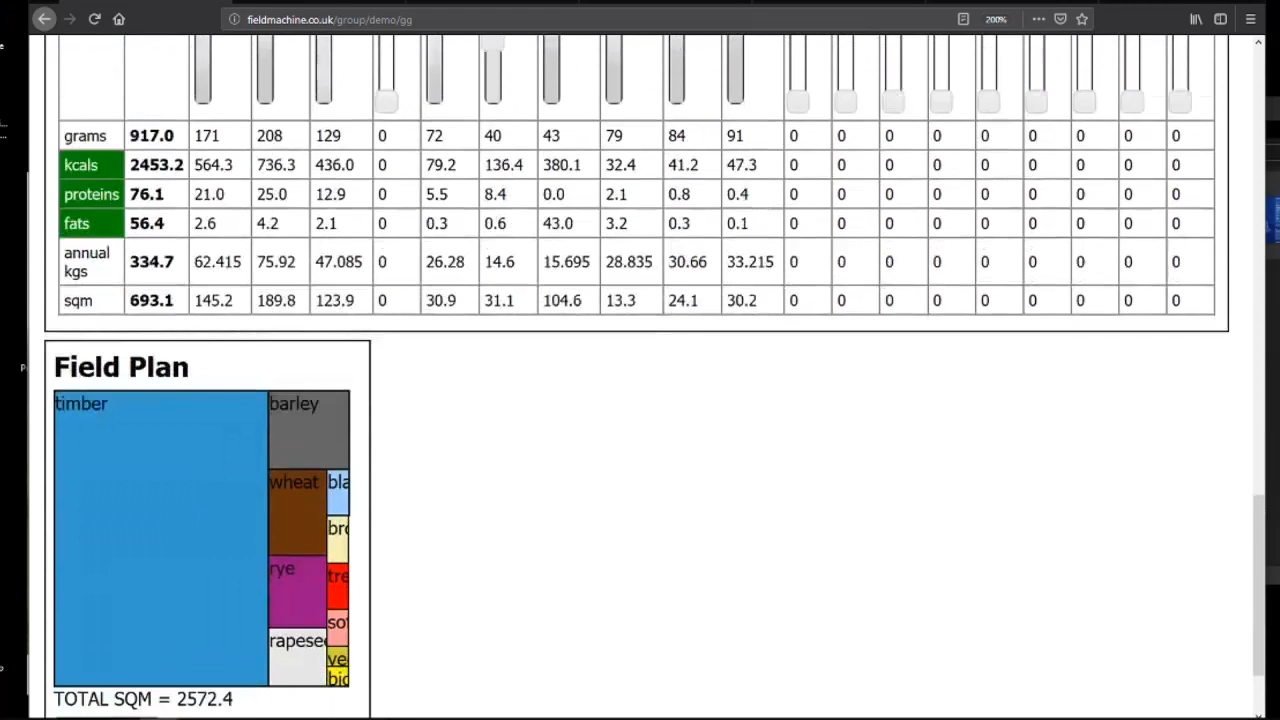 fieldmachine.co.uk/group/demo/gg 200%
grams 917.0 171 208 129 0 72 40 43 79 84 91 0 0 0 0 0 0 0 0 0
kcals 2453.2 564.3 736.3 436.0 0 79.2 136.4 380.1 32.4 41.2 47.3 0 0 0 0 0 0 0 0 0
proteins 76.1 21.0 25.0 12.9 0 5.5 8.4 0.0 2.1 0.8 0.4 0 0 0 0 0 0 0 0 0
fats 56.4 2.6 4.2 2.1 0 0.3 0.6 43.0 3.2 0.3 0.1 0 0 0 0 0 0 0 0 0
annual
kgs 334.7 62.415 75.92 47.085 0 26.28 14.6 15.695 28.835 30.66 33.215 0 0 0 0 0 0 0 0 0
sqm 693.1 145.2 189.8 123.9 0 30.9 31.1 104.6 13.3 24.1 30.2 0 0 0 0 0 0 0 0 0
Field Plan
timber barley
wheat bla
bro
rye tre
sof
rapesee ve
bio
TOTAL SQM = 2572.4